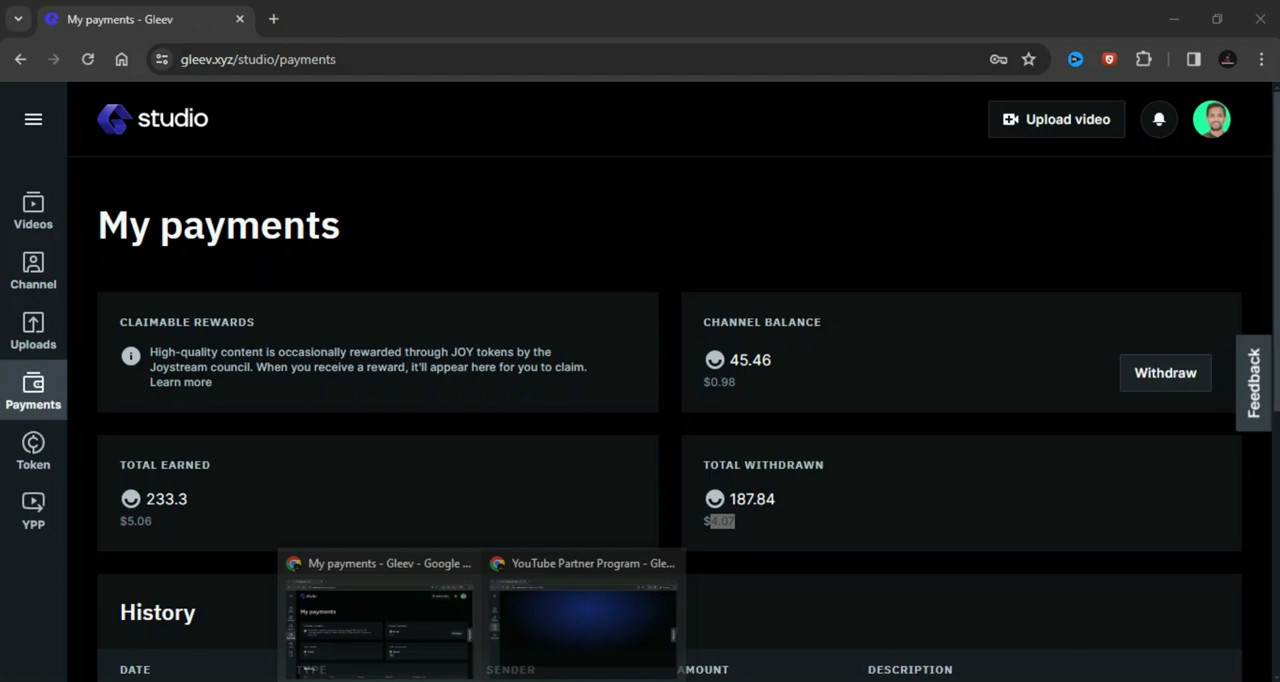 My payments - Gleev
gleev.xyz/studio/payments
studio
Upload video
Videos
Channel
Uploads
Payments
Token
YPP
My payments
CLAIMABLE REWARDS
High-quality content is occasionally rewarded through JOY tokens by the
Joystream council. When you receive a reward, it'll appear here for you to claim.
Learn more
CHANNEL BALANCE
45.46
$0.98
Withdraw
Feedback
TOTAL EARNED
233.3
$5.06
TOTAL WITHDRAWN
187.84
$4.07
My payments - Gleev - Google ...
YouTube Partner Program - Gle...
My payments
History
DATE
TYPE
SENDER
AMOUNT
DESCRIPTION